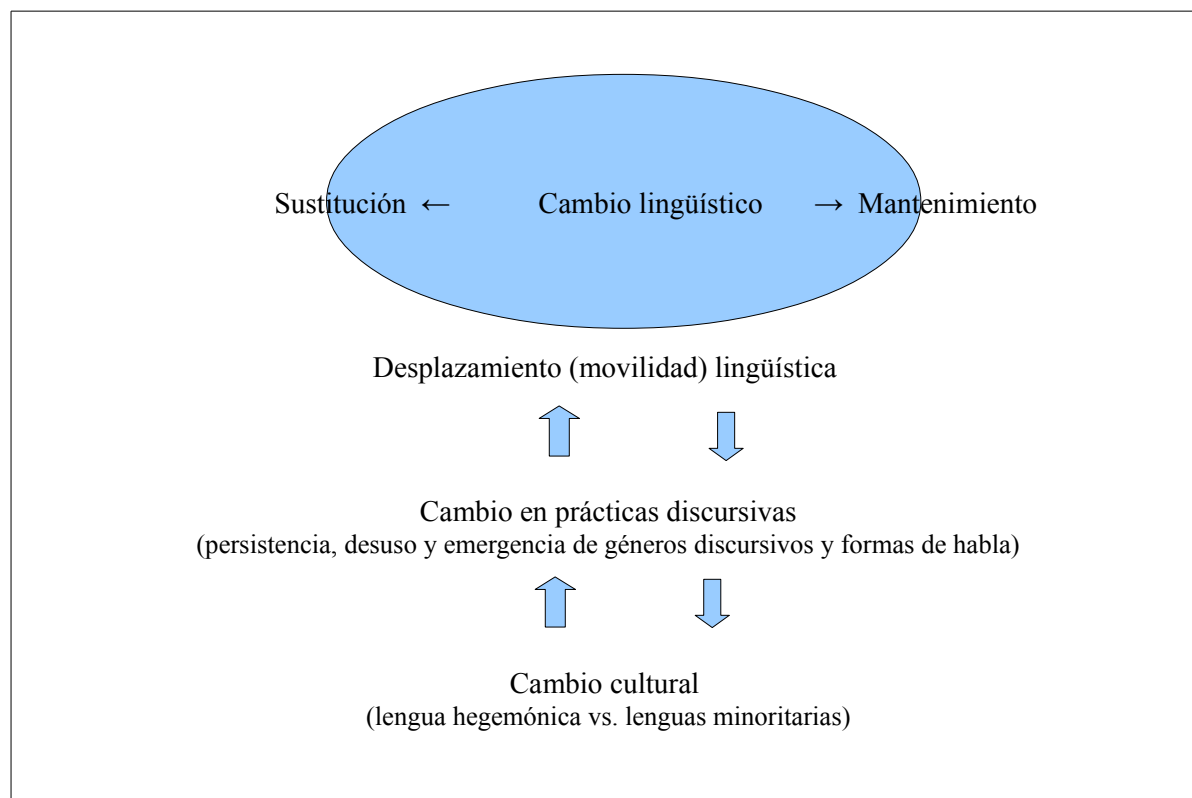 Sustitución ← Cambio lingüístico → Mantenimiento
Desplazamiento (movilidad) lingüística
Cambio en prácticas discursivas
(persistencia, desuso y emergencia de géneros discursivos y formas de habla)
Cambio cultural
(lengua hegemónica vs. lenguas minoritarias)